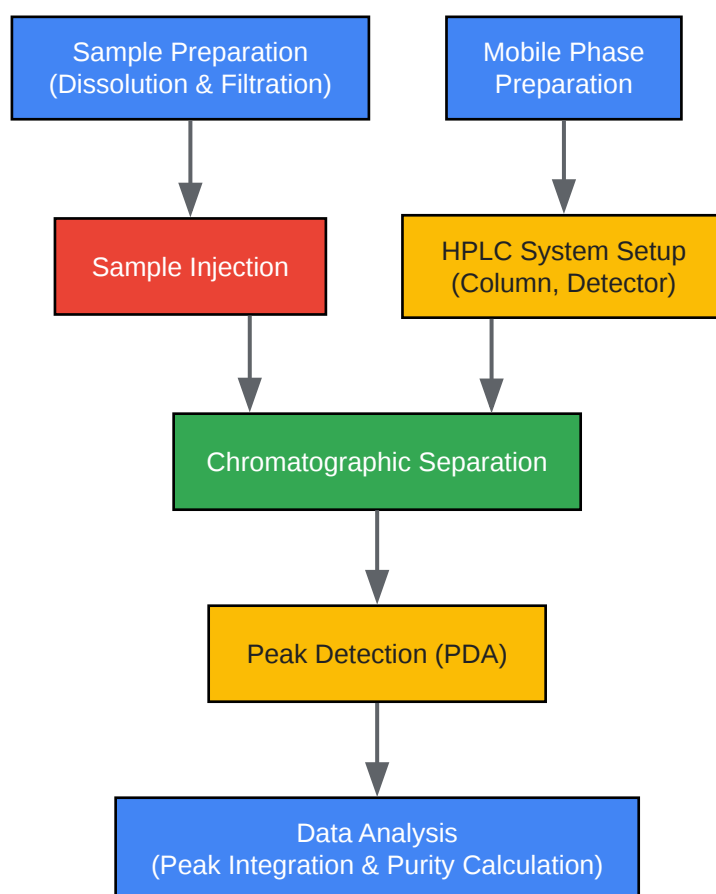 Sample Preparation
(Dissolution & Filtration)
Mobile Phase
Preparation
Sample Injection
HPLC System Setup
(Column, Detector)
Chromatographic Separation
Peak Detection (PDA)
Data Analysis
(Peak Integration & Purity Calculation)